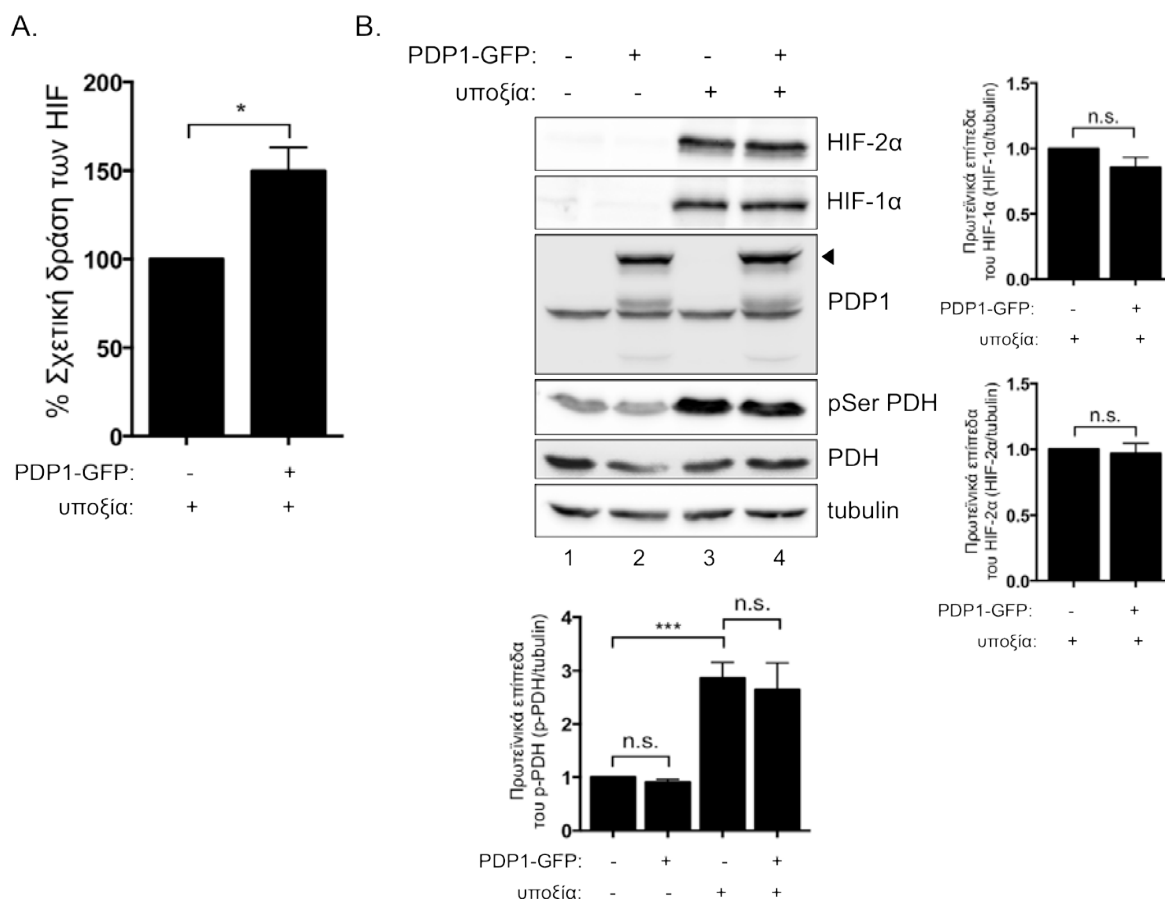 A.
% Σχετική δράση των HIF
200
150
100
50
0
*
PDP1-GFP: - +
υποξία: + +
B.
PDP1-GFP: - + - +
υποξία: - - + +
HIF-2α
HIF-1α
PDP1
pSer PDH
PDH
tubulin
1 2 3 4
Πρωτεϊνικά επίπεδα
του p-PDH (p-PDH/tubulin)
4
3
2
1
0
n.s.
***
n.s.
PDP1-GFP: - + - +
υποξία: - - + +
Πρωτεϊνικά επίπεδα
του HIF-1α (HIF-1α/tubulin)
1.5
1.0
0.5
0.0
n.s.
PDP1-GFP: - +
υποξία: + +
Πρωτεϊνικά επίπεδα
του HIF-2α (HIF-2α/tubulin)
1.5
1.0
0.5
0.0
n.s.
PDP1-GFP: - +
υποξία: + +